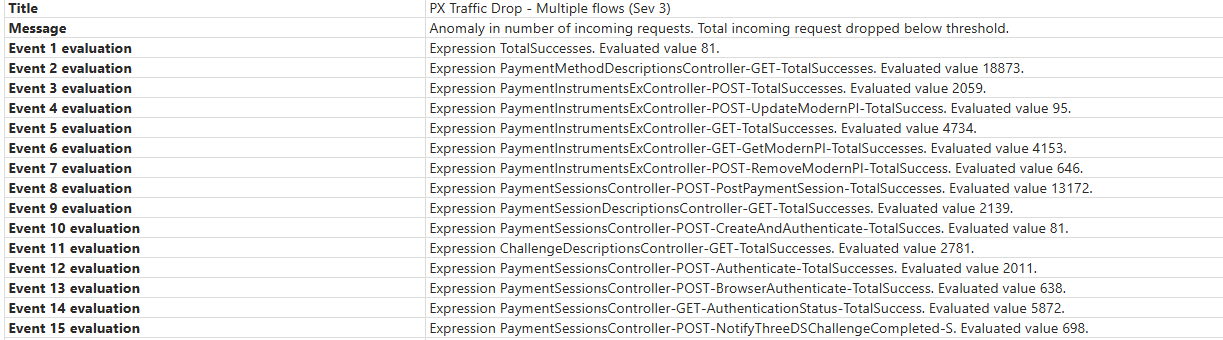 Title PX Traffic Drop - Multiple flows (Sev 3)
Message Anomaly in number of incoming requests. Total incoming request dropped below threshold.
Event 1 evaluation Expression TotalSuccesses. Evaluated value 81.
Event 2 evaluation Expression PaymentMethodDescriptionsController-GET-TotalSuccesses. Evaluated value 18873.
Event 3 evaluation Expression PaymentInstrumentsExController-POST-TotalSuccesses. Evaluated value 2059.
Event 4 evaluation Expression PaymentInstrumentsExController-POST-UpdateModernPI-TotalSuccess. Evaluated value 95.
Event 5 evaluation Expression PaymentInstrumentsExController-GET-TotalSuccesses. Evaluated value 4734.
Event 6 evaluation Expression PaymentInstrumentsExController-GET-GetModernPI-TotalSuccesses. Evaluated value 4153.
Event 7 evaluation Expression PaymentInstrumentsExController-POST-RemoveModernPI-TotalSuccess. Evaluated value 646.
Event 8 evaluation Expression PaymentSessionsController-POST-PostPaymentSession-TotalSuccesses. Evaluated value 13172.
Event 9 evaluation Expression PaymentSessionDescriptionsController-GET-TotalSuccesses. Evaluated value 2139.
Event 10 evaluation Expression PaymentSessionsController-POST-CreateAndAuthenticate-TotalSucces. Evaluated value 81.
Event 11 evaluation Expression ChallengeDescriptionsController-GET-TotalSuccesses. Evaluated value 2781.
Event 12 evaluation Expression PaymentSessionsController-POST-Authenticate-TotalSuccesses. Evaluated value 2011.
Event 13 evaluation Expression PaymentSessionsController-POST-BrowserAuthenticate-TotalSuccesses. Evaluated value 638.
Event 14 evaluation Expression PaymentSessionsController-GET-AuthenticationStatus-TotalSuccess. Evaluated value 5872.
Event 15 evaluation Expression PaymentSessionsController-POST-NotifyThreeDSChallengeCompleted-S. Evaluated value 698.